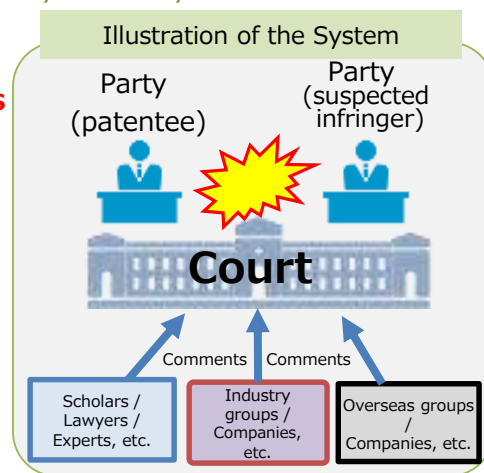 Illustration of the System
Party
(patentee)
Party
(suspected
infringer)
s
Court
Comments
Comments
Scholars /
Lawyers /
Experts, etc.
Industry
groups /
Companies,
etc.
Overseas groups
/
Companies, etc.